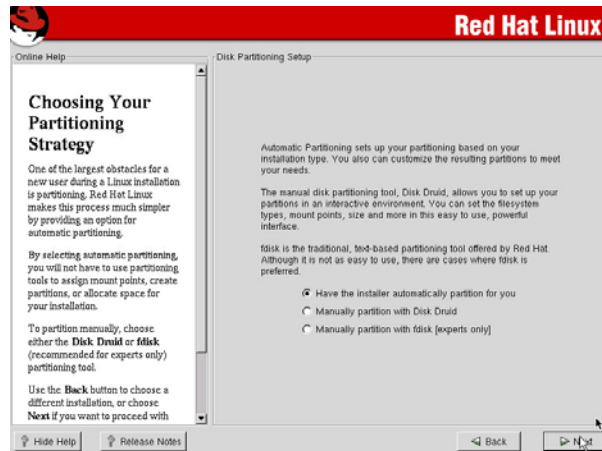 Red Hat Linux
Online Help
Choosing Your
Partitioning
Strategy
One of the largest obstacles for a
new user during a Linux installation
is partitioning. Red Hat Linux
makes this process much simpler
by providing an option for
automatic partitioning.
By selecting automatic partitioning,
you will not have to use partitioning
tools to assign mount points, create
partitions, or allocate space for
your installation.
To partition manually, choose
either the Disk Druid or fdisk
(recommended for experts only)
partitioning tool.
Use the Back button to choose a
different installation, or choose
Next if you want to proceed with
Disk Partitioning Setup
Automatic Partitioning sets up your partitioning based on your
installation type. You also can customize the resulting partitions to meet
your needs.
The manual disk partitioning tool, Disk Druid, allows you to set up your
partitions in an interactive environment. You can set the filesystem
types, mount points, size and more in this easy to use, powerful
interface.
fdisk is the traditional, text-based partitioning tool offered by Red Hat.
Although it is not as easy to use, there are cases where fdisk is
preferred.
Have the installer automatically partition for you
Manually partition with Disk Druid
Manually partition with fdisk [experts only]
Hide Help
Release Notes
Back
Next